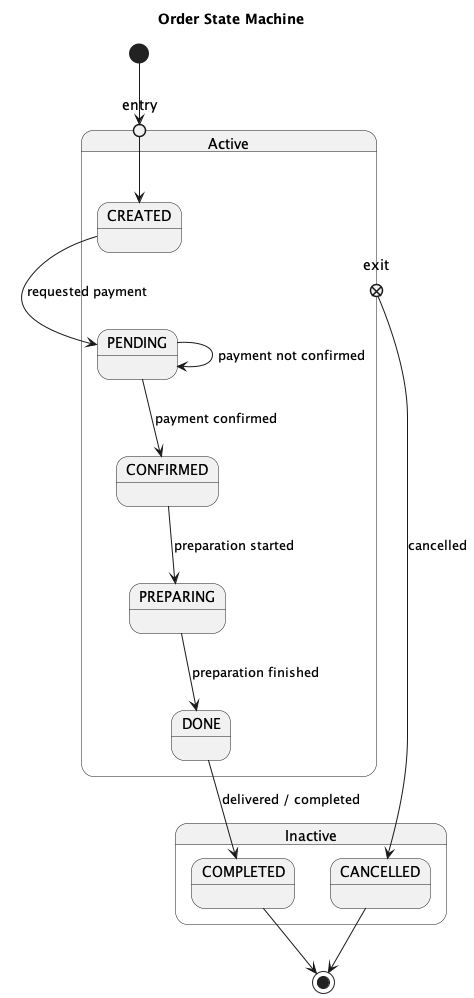 Order State Machine
entry
Active
CREATED
exit
requested payment
PENDING
payment not confirmed
payment confirmed
CONFIRMED
preparation started
cancelled
PREPARING
preparation finished
DONE
delivered / completed
Inactive
COMPLETED
CANCELLED